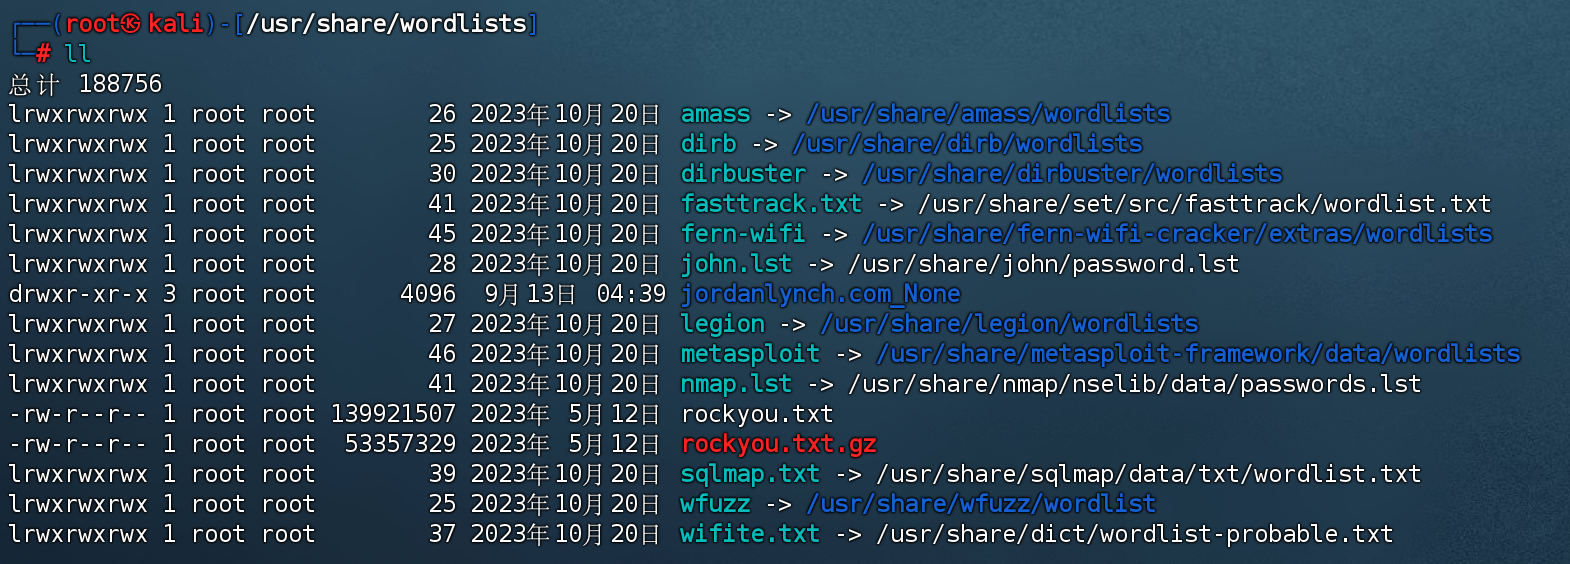 ┌──(root㉿kali)-[/usr/share/wordlists]
└─# ll
总计 188756
lrwxrwxrwx 1 root root        26 2023年10月20日 amass -> /usr/share/amass/wordlists
lrwxrwxrwx 1 root root        25 2023年10月20日 dirb -> /usr/share/dirb/wordlists
lrwxrwxrwx 1 root root        30 2023年10月20日 dirbuster -> /usr/share/dirbuster/wordlists
lrwxrwxrwx 1 root root        41 2023年10月20日 fasttrack.txt -> /usr/share/set/src/fasttrack/wordlist.txt
lrwxrwxrwx 1 root root        45 2023年10月20日 fern-wifi -> /usr/share/fern-wifi-cracker/extras/wordlists
lrwxrwxrwx 1 root root        28 2023年10月20日 john.lst -> /usr/share/john/password.lst
drwxr-xr-x 3 root root      4096  9月13日 04:39 jordanlynch.com_None
lrwxrwxrwx 1 root root        27 2023年10月20日 legion -> /usr/share/legion/wordlists
lrwxrwxrwx 1 root root        46 2023年10月20日 metasploit -> /usr/share/metasploit-framework/data/wordlists
lrwxrwxrwx 1 root root        41 2023年10月20日 nmap.lst -> /usr/share/nmap/nselib/data/passwords.lst
-rw-r--r-- 1 root root 139921507 2023年 5月12日 rockyou.txt
-rw-r--r-- 1 root root  53357329 2023年 5月12日 rockyou.txt.gz
lrwxrwxrwx 1 root root        39 2023年10月20日 sqlmap.txt -> /usr/share/sqlmap/data/txt/wordlist.txt
lrwxrwxrwx 1 root root        25 2023年10月20日 wfuzz -> /usr/share/wfuzz/wordlist
lrwxrwxrwx 1 root root        37 2023年10月20日 wifite.txt -> /usr/share/dict/wordlist-probable.txt